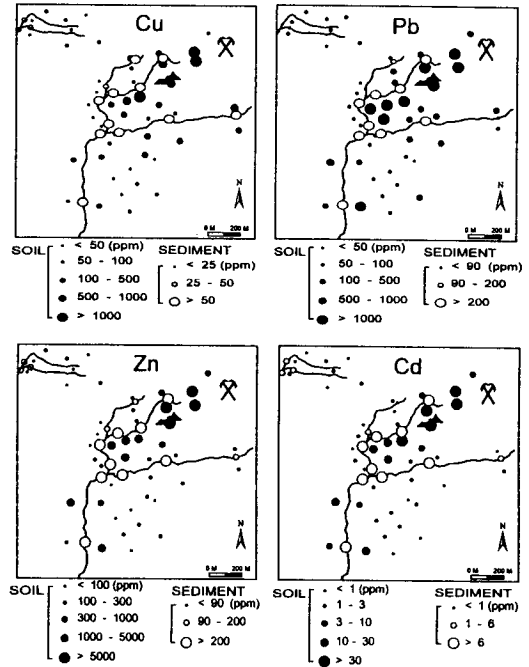 Cu
N
0 M 200 M
SOIL
< 50 (ppm)
50 - 100
100 - 500
500 - 1000
> 1000
SEDIMENT
< 25 (ppm)
25 - 50
> 50
Pb
N
0 M 200 M
SOIL
< 50 (ppm)
50 - 100
100 - 500
500 - 1000
> 1000
SEDIMENT
< 90 (ppm)
90 - 200
> 200
Zn
N
0 M 200 M
SOIL
< 100 (ppm)
100 - 300
300 - 1000
1000 - 5000
> 5000
SEDIMENT
< 90 (ppm)
90 - 200
> 200
Cd
N
0 M 200 M
SOIL
< 1 (ppm)
1 - 3
3 - 10
10 - 30
> 30
SEDIMENT
< 1 (ppm)
1 - 6
> 6